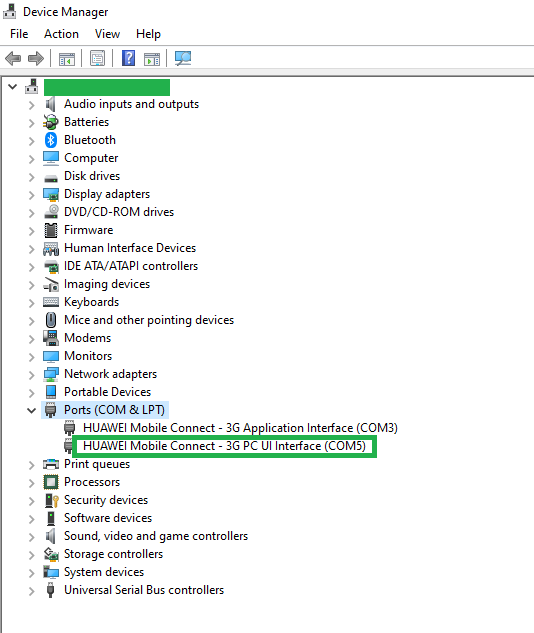 Device Manager
File Action View Help
Audio inputs and outputs
Batteries
Bluetooth
Computer
Disk drives
Display adapters
DVD/CD-ROM drives
Firmware
Human Interface Devices
IDE ATA/ATAPI controllers
Imaging devices
Keyboards
Mice and other pointing devices
Modems
Monitors
Network adapters
Portable Devices
Ports (COM & LPT)
HUAWEI Mobile Connect - 3G Application Interface (COM3)
HUAWEI Mobile Connect - 3G PC UI Interface (COM5)
Print queues
Processors
Security devices
Software devices
Sound, video and game controllers
Storage controllers
System devices
Universal Serial Bus controllers